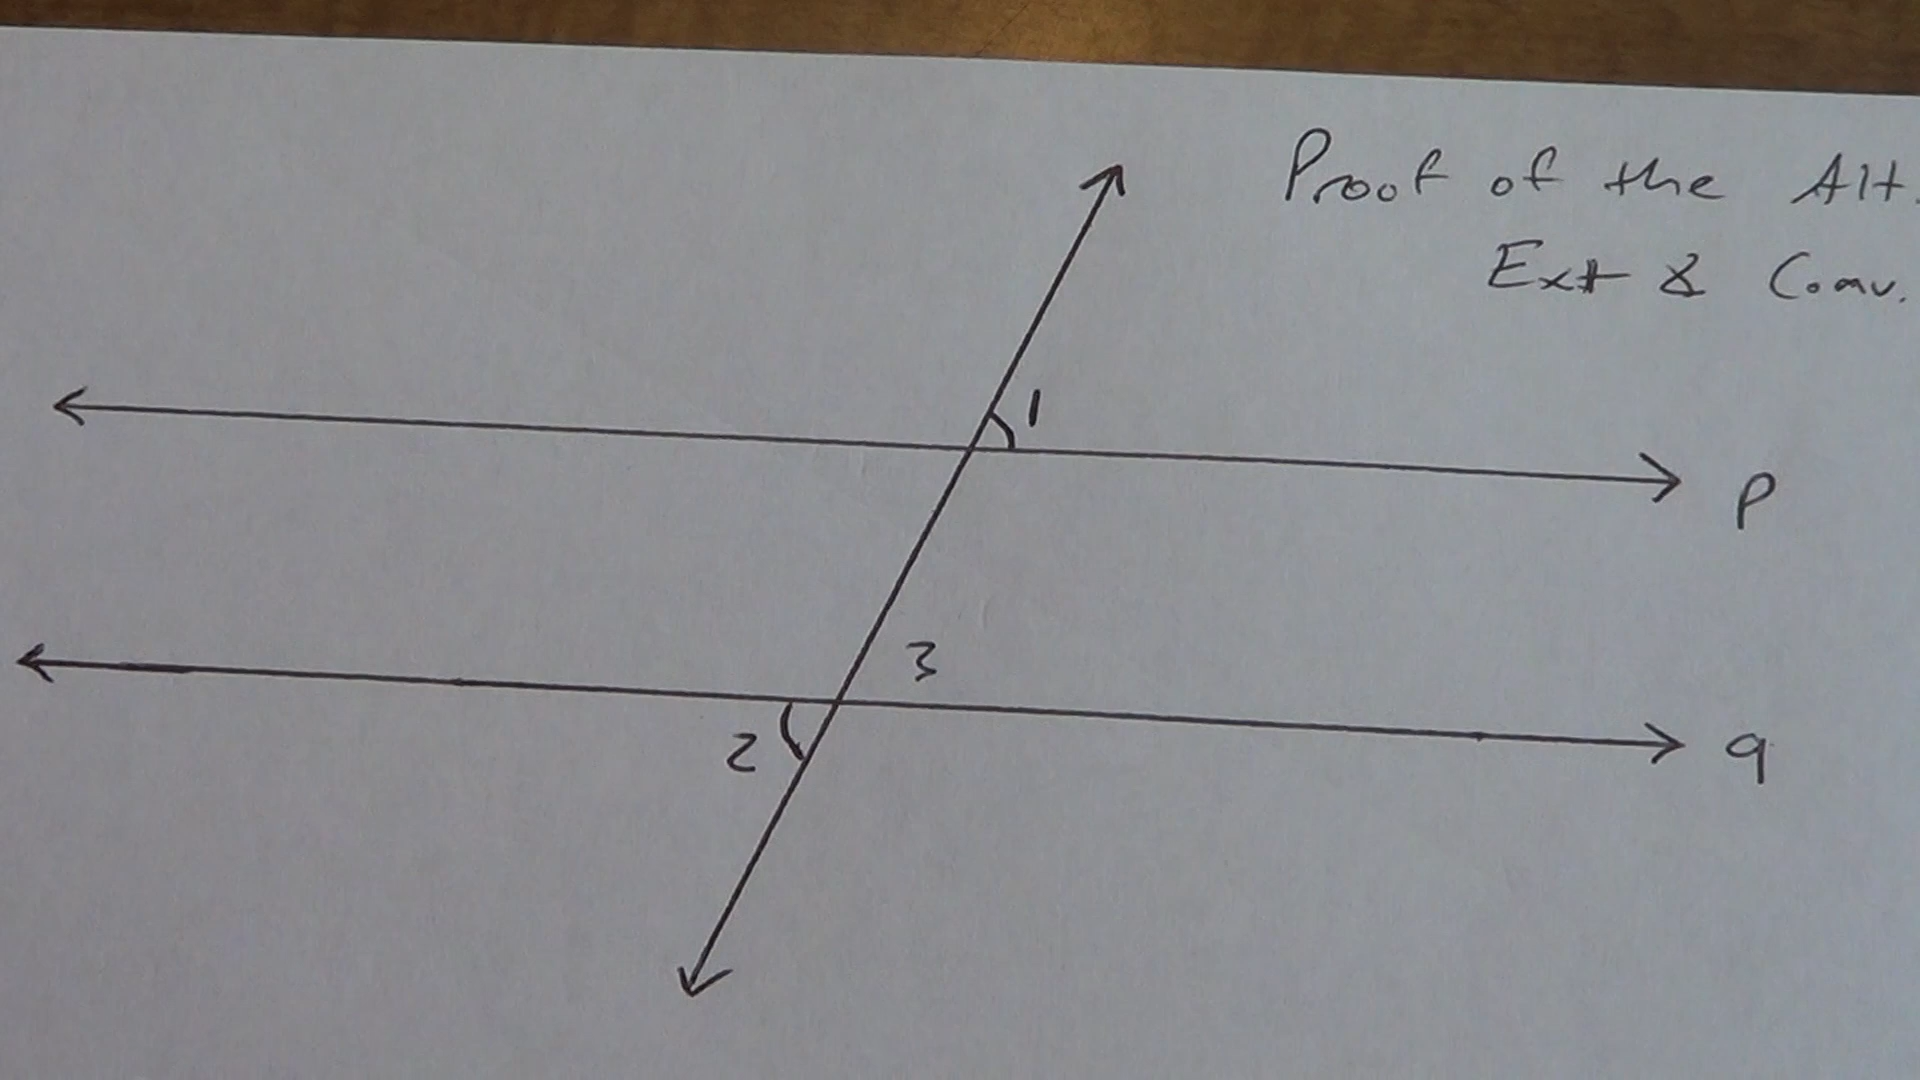 Proof of the Alt.
Ext & Conv.
1
P
3
2
q